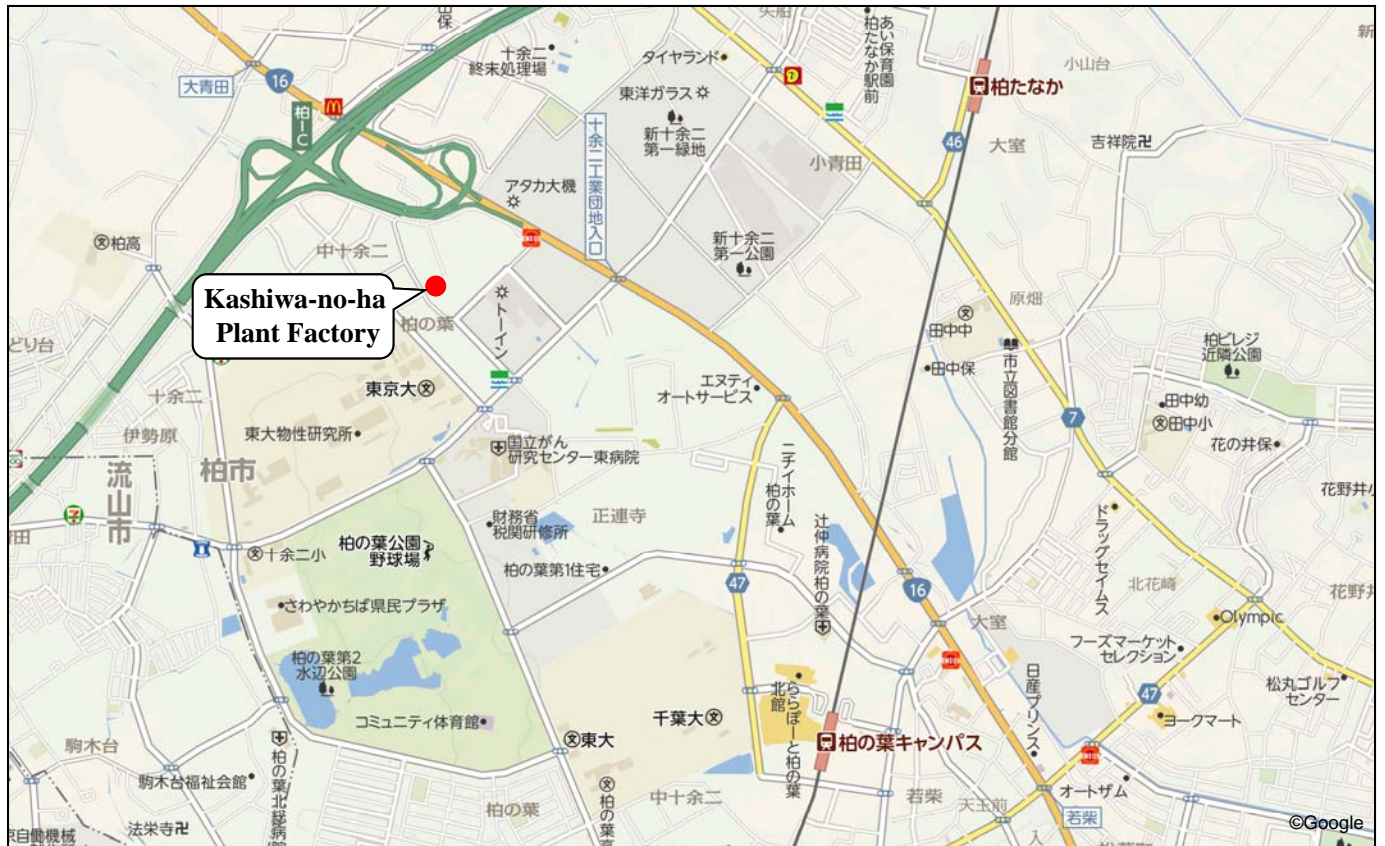 十余二
終末処理場
タイヤランド
あい保育園
柏たなか駅前
矢船
小山台
柏たなか
大青田
16
柏IC
東洋ガラス
新十余二
第一緑地
十余二工業団地入口
小青田
46
大室
吉祥院
アタカ大機
柏高
中十余二
新十余二
第一公園
Kashiwa-no-ha
Plant Factory
柏の葉
トーイン
原畑
田中中
田中保
市立図書館分館
柏ビレジ
近隣公園
どり台
十余二
東京大
エヌティ
オートサービス
7
田中幼
田中小
伊勢原
東大物性研究所
国立がん
研究センター東病院
花の井保
流山市
柏市
ニチイホーム
柏の葉
花野井小
財務省
税関研修所
正連寺
辻仲病院柏の葉
ドラッグセイムス
十余二小
柏の葉公園
野球場
柏の葉第1住宅
47
16
北花崎
花野井
さわやかちば県民プラザ
大室
Olympic
フーズマーケット
セレクション
柏の葉第2
水辺公園
ららぽーと柏の葉
北館
日産プリンス
47
松丸ゴルフ
センター
コミュニティ体育館
千葉大
ヨークマート
駒木台
東大
柏の葉キャンパス
駒木台福祉会館
柏の葉北総病院
柏の葉
柏の葉高
中十余二
若柴
天王前
オートザム
若柴
法栄寺
©Google